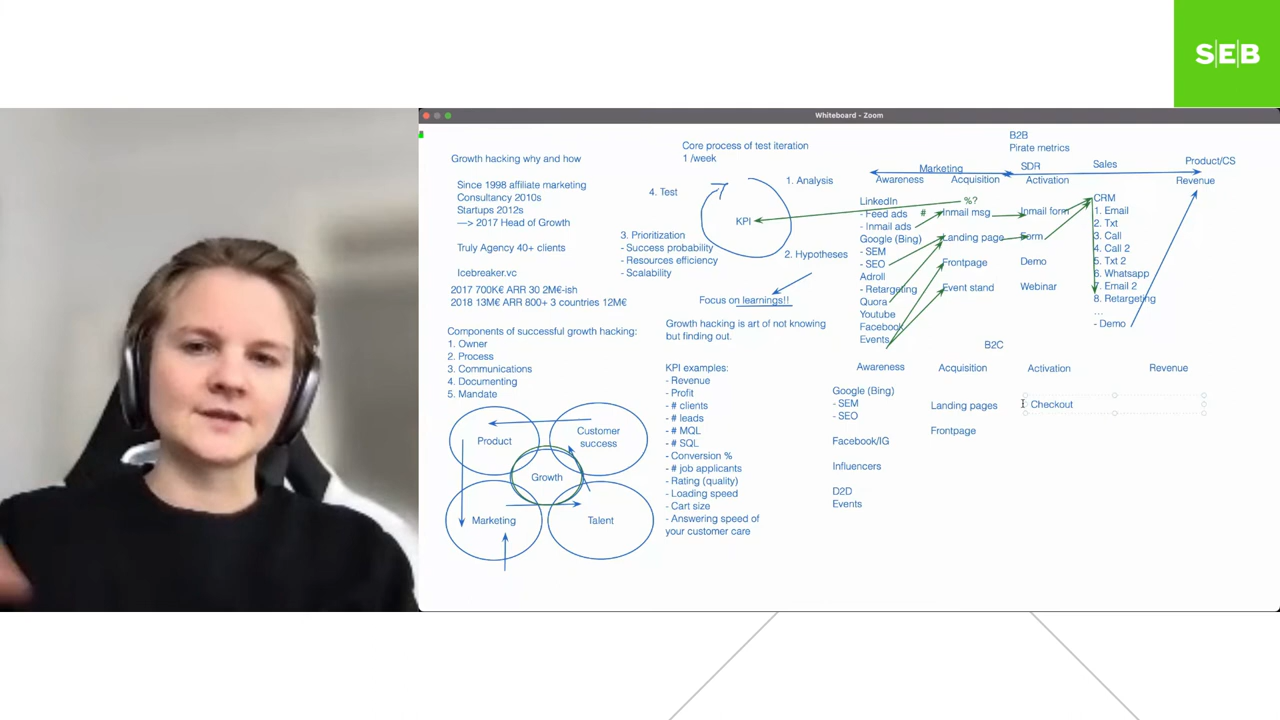 S|E|B
Whiteboard - Zoom
Growth hacking why and how
Since 1998 affiliate marketing
Consultancy 2010s
Startups 2012s
—> 2017 Head of Growth
Truly Agency 40+ clients
Icebreaker.vc
2017 700K€ ARR 30 2M€-ish
2018 13M€ ARR 800+ 3 countries 12M€
Components of successful growth hacking:
1. Owner
2. Process
3. Communications
4. Documenting
5. Mandate
Product
Customer
success
Growth
Marketing
Talent
Core process of test iteration
1 /week
1. Analysis
4. Test
KPI
3. Prioritization
- Success probability
- Resources efficiency
- Scalability
2. Hypotheses
Focus on learnings!!
Growth hacking is art of not knowing
but finding out.
KPI examples:
- Revenue
- Profit
- # clients
- # leads
- # MQL
- # SQL
- Conversion %
- # job applicants
- Rating (quality)
- Loading speed
- Cart size
- Answering speed of
your customer care
B2B
Pirate metrics
Marketing
SDR
Sales
Product/CS
Awareness
Acquisition
Activation
Revenue
LinkedIn
- Feed ads
- Inmail ads
Google (Bing)
- SEM
- SEO
Adroll
- Retargeting
Quora
Youtube
Facebook
Events
#
%?
Inmail msg
Landing page
Frontpage
Event stand
Inmail form
Form
Demo
Webinar
CRM
1. Email
2. Txt
3. Call
4. Call 2
5. Txt 2
6. Whatsapp
7. Email 2
8. Retargeting
...
- Demo
B2C
Awareness
Acquisition
Activation
Revenue
Google (Bing)
- SEM
- SEO
Facebook/IG
Influencers
D2D
Events
Landing pages
Frontpage
Checkout